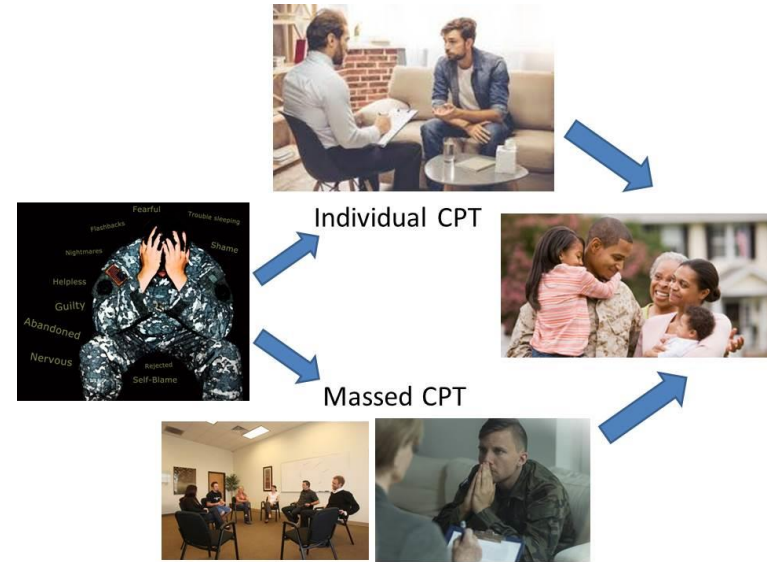 Fearful
Trouble sleeping
Flashbacks
Shame
Nightmares
Helpless
Guilty
Abandoned
Nervous
Rejected
Self-Blame
Individual CPT
Massed CPT